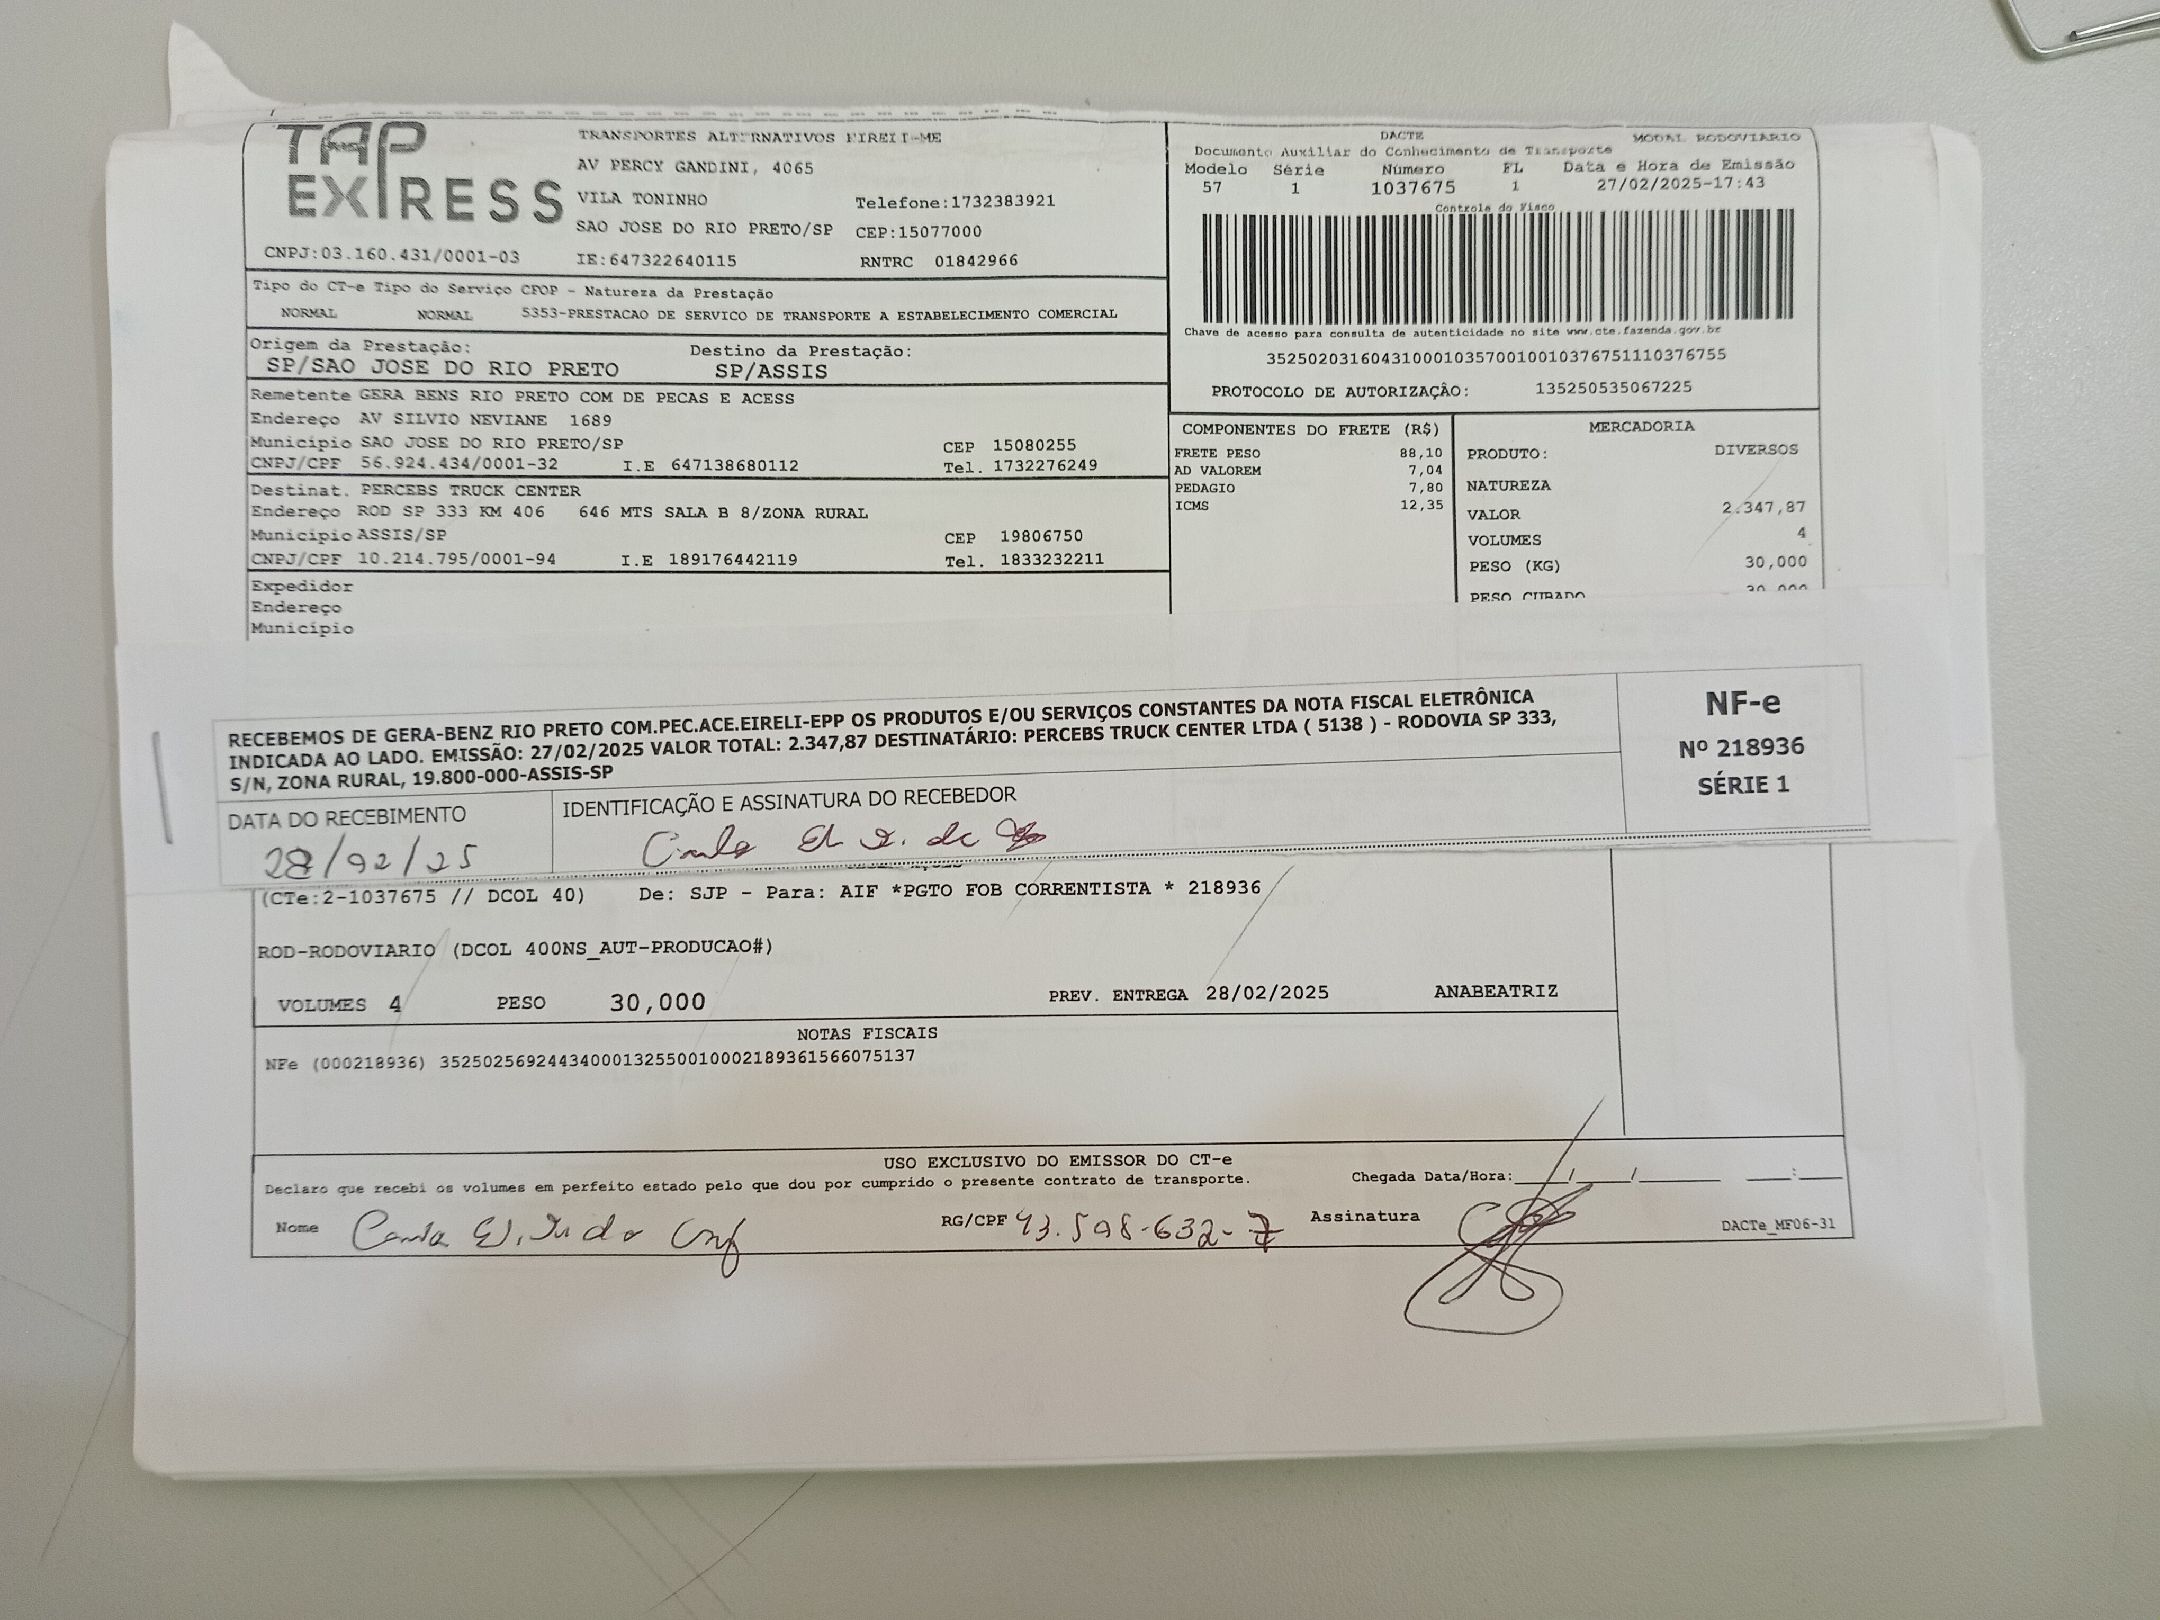 TAP EXPRESS
TRANSPORTES ALTERNATIVOS EIRELI-ME
AV PERCY GANDINI, 4065
VILA TONINHO Telefone:1732383921
SAO JOSE DO RIO PRETO/SP CEP:15077000
CNPJ:03.160.431/0001-03 IE:647322640115 RNTRC 01842966
Tipo do CT-e Tipo do Serviço CFOP - Natureza da Prestação
NORMAL NORMAL 5353-PRESTACAO DE SERVICO DE TRANSPORTE A ESTABELECIMENTO COMERCIAL
Origem da Prestação: Destino da Prestação:
SP/SAO JOSE DO RIO PRETO SP/ASSIS
Remetente GERA BENS RIO PRETO COM DE PECAS E ACESS
Endereço AV SILVIO NEVIANE 1689
Município SAO JOSE DO RIO PRETO/SP CEP 15080255
CNPJ/CPF 56.924.434/0001-32 I.E 647138680112 Tel. 1732276249
Destinat. PERCEBS TRUCK CENTER
Endereço ROD SP 333 KM 406 646 MTS SALA B 8/ZONA RURAL
Município ASSIS/SP CEP 19806750
CNPJ/CPF 10.214.795/0001-94 I.E 189176442119 Tel. 1833232211
Expedidor
Endereço
Município
DACTE MODAL RODOVIARIO
Documento Auxiliar do Conhecimento de Transporte
Modelo Série Número FL Data e Hora de Emissão
57 1 1037675 1 27/02/2025-17:43
Controle do Fisco
Chave de acesso para consulta de autenticidade no site www.cte.fazenda.gov.br
35250203160431000103570010010376751110376755
PROTOCOLO DE AUTORIZAÇÃO: 135250535067225
COMPONENTES DO FRETE (R$)
FRETE PESO 88,10
AD VALOREM 7,04
PEDAGIO 7,80
ICMS 12,35
MERCADORIA
PRODUTO: DIVERSOS
NATUREZA
VALOR 2.347,87
VOLUMES 4
PESO (KG) 30,000
PESO CUBADO 30,000
RECEBEMOS DE GERA-BENZ RIO PRETO COM.PEC.ACE.EIRELI-EPP OS PRODUTOS E/OU SERVIÇOS CONSTANTES DA NOTA FISCAL ELETRÔNICA
INDICADA AO LADO. EMISSÃO: 27/02/2025 VALOR TOTAL: 2.347,87 DESTINATÁRIO: PERCEBS TRUCK CENTER LTDA ( 5138 ) - RODOVIA SP 333,
S/N, ZONA RURAL, 19.800-000-ASSIS-SP
NF-e
Nº 218936
SÉRIE 1
DATA DO RECEBIMENTO IDENTIFICAÇÃO E ASSINATURA DO RECEBEDOR
28/02/25
(CTe:2-1037675 // DCOL 40) De: SJP - Para: AIF *PGTO FOB CORRENTISTA * 218936
ROD-RODOVIARIO (DCOL 400NS_AUT-PRODUCAO#)
VOLUMES 4 PESO 30,000 PREV. ENTREGA 28/02/2025 ANABEATRIZ
NOTAS FISCAIS
NFe (000218936) 35250256924434000132550010002189361566075137
USO EXCLUSIVO DO EMISSOR DO CT-e
Declaro que recebi os volumes em perfeito estado pelo que dou por cumprido o presente contrato de transporte. Chegada Data/Hora:____/____/______ ____:____
Nome RG/CPF 43.598-632-7 Assinatura DACTe_MF06-31